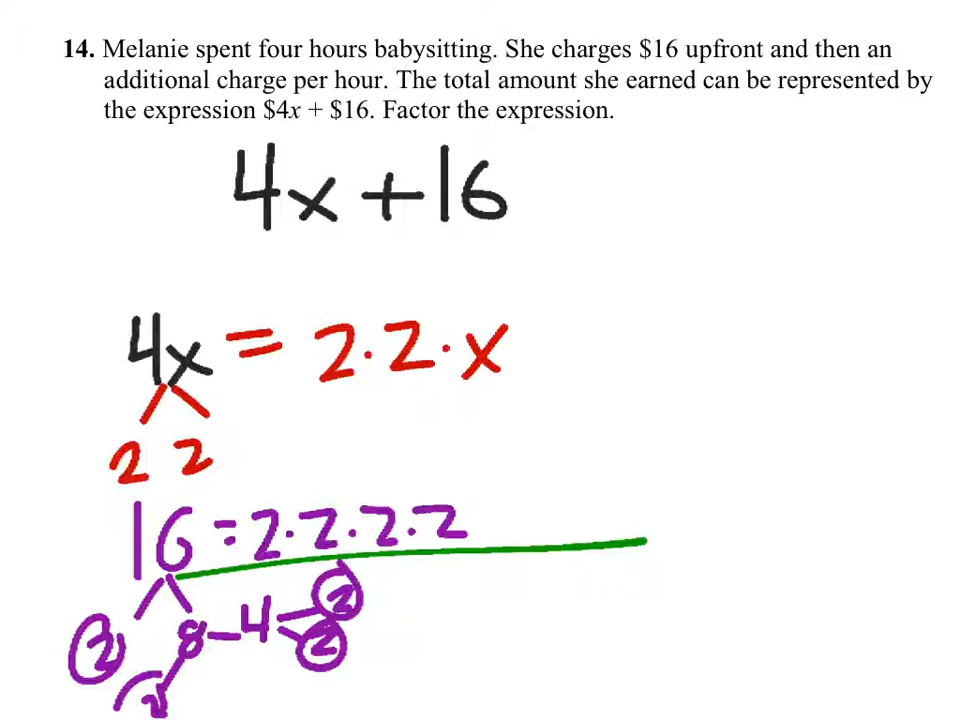 14. Melanie spent four hours babysitting. She charges $16 upfront and then an
additional charge per hour. The total amount she earned can be represented by
the expression $4x + $16. Factor the expression.
4x + 16
4x = 2·2·x
2 2
16 = 2·2·2·2
2 8 – 4 2
2
2